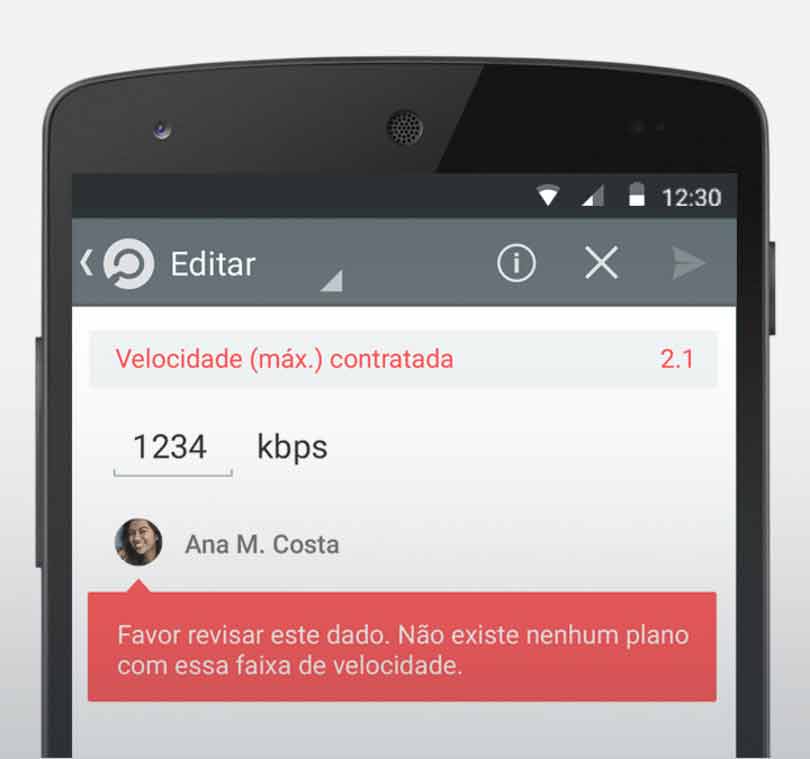 12:30
Editar
Velocidade (máx.) contratada 2.1
1234 kbps
Ana M. Costa
Favor revisar este dado. Não existe nenhum plano
com essa faixa de velocidade.